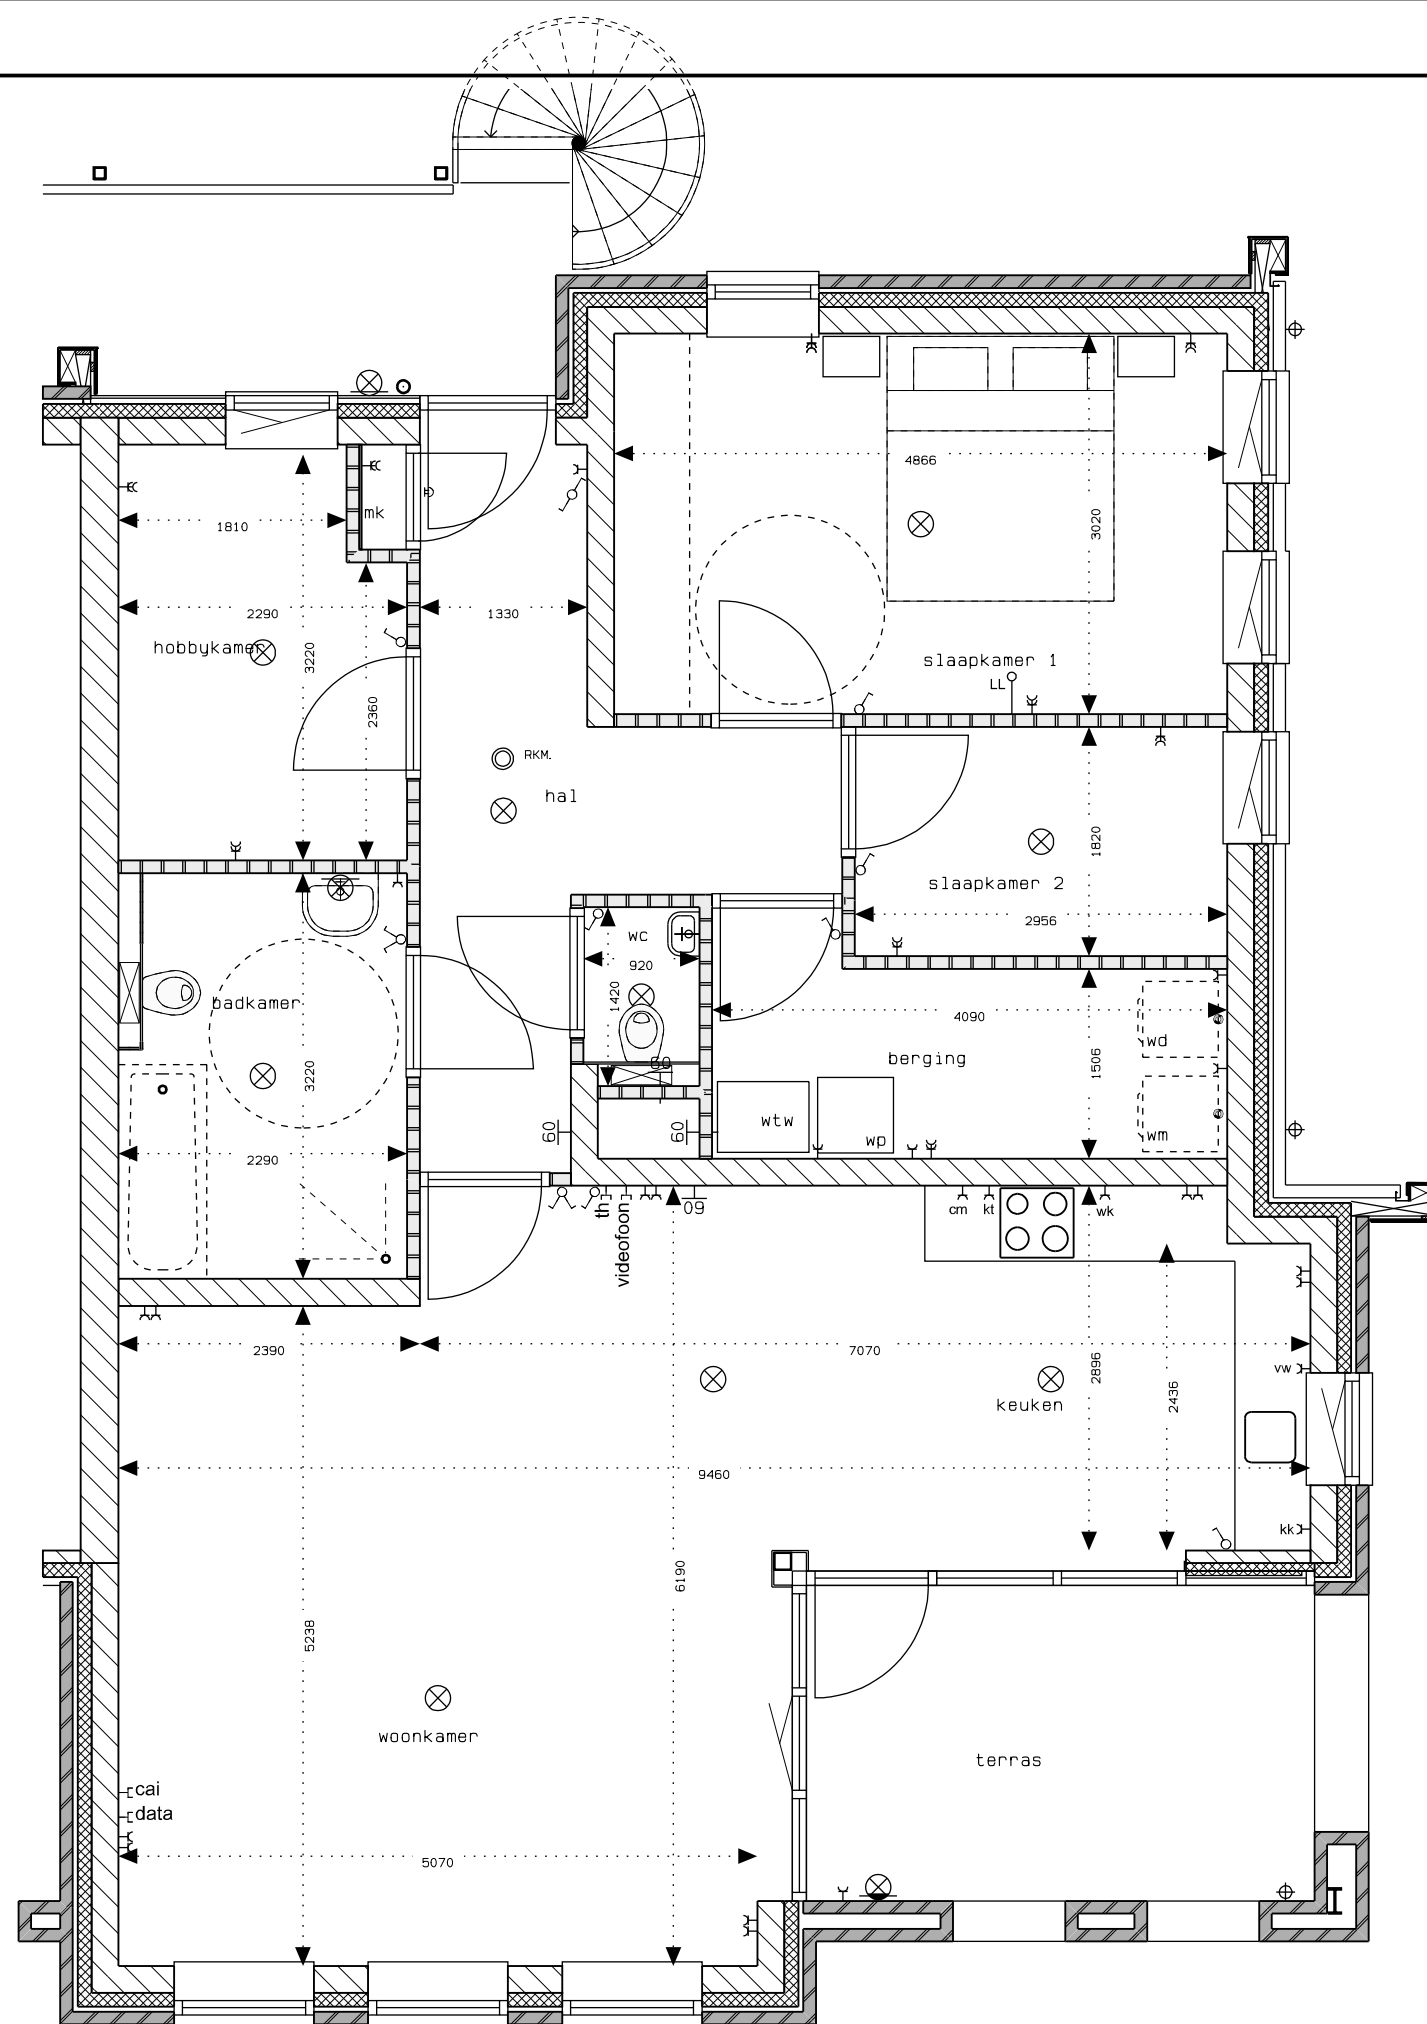 4866
mk
1810
3020
2290
1330
hobbykamer
3220
slaapkamer 1
LL
2360
RKM.
hal
1820
slaapkamer 2
2956
wc
920
1420
badkamer
4090
wd
berging
1506
60
3220
wtw
wp
wm
60
60
2290
th
videofoon
60
cm
kt
wk
2390
7070
vw
2896
2436
keuken
9460
kk
6190
5238
woonkamer
terras
cai
data
5070